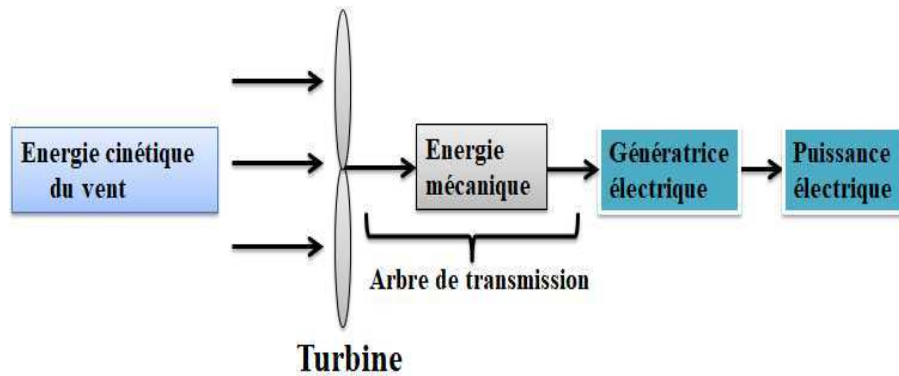 Energie cinétique
du vent
Energie
mécanique
Génératrice
électrique
Puissance
électrique
Arbre de transmission
Turbine